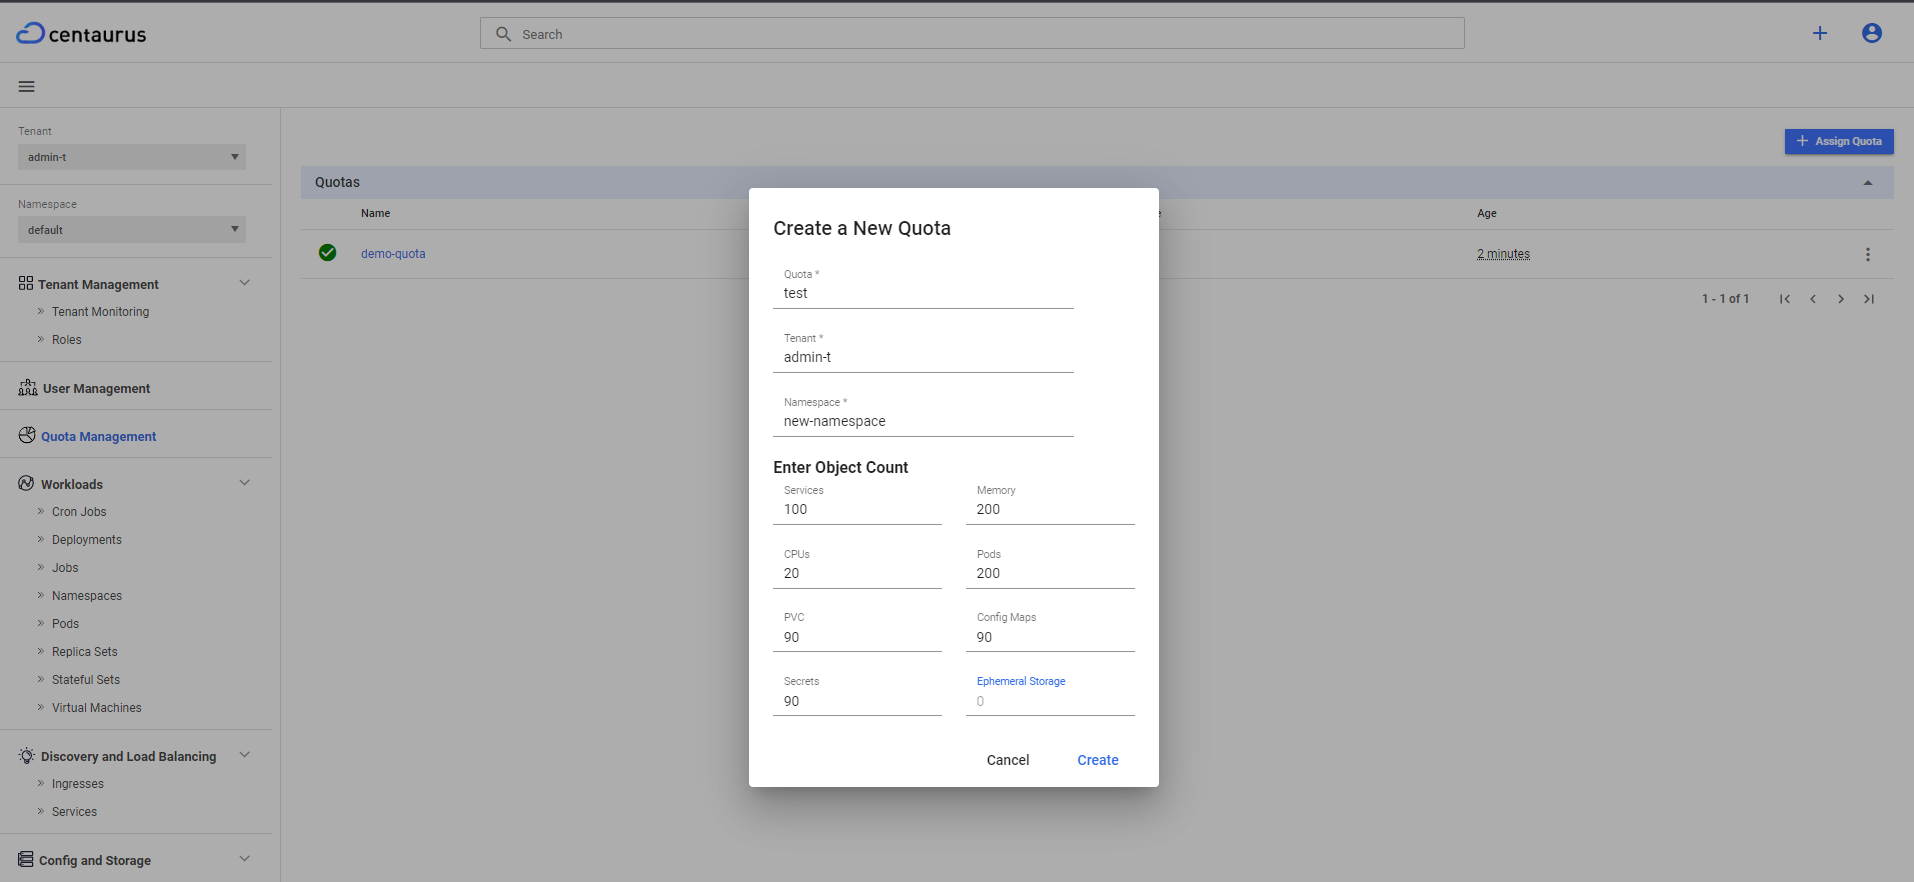 centaurus
Search
Tenant
admin-t
Namespace
default
Tenant Management
Tenant Monitoring
Roles
User Management
Quota Management
Workloads
Cron Jobs
Deployments
Jobs
Namespaces
Pods
Replica Sets
Stateful Sets
Virtual Machines
Discovery and Load Balancing
Ingresses
Services
Config and Storage
Assign Quota
Quotas
Name
Age
demo-quota
2 minutes
1 - 1 of 1
Create a New Quota
Quota *
test
Tenant *
admin-t
Namespace *
new-namespace
Enter Object Count
Services Memory
100 200
CPUs Pods
20 200
PVC Config Maps
90 90
Secrets Ephemeral Storage
90 0
Cancel Create